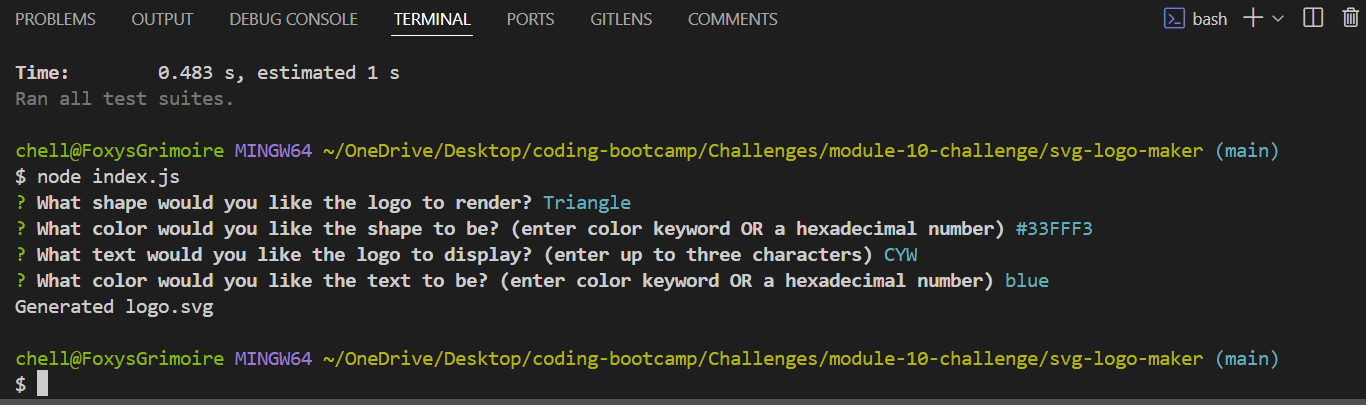 PROBLEMS OUTPUT DEBUG CONSOLE TERMINAL PORTS GITLENS COMMENTS bash
Time:        0.483 s, estimated 1 s
Ran all test suites.
chell@FoxysGrimoire MINGW64 ~/OneDrive/Desktop/coding-bootcamp/Challenges/module-10-challenge/svg-logo-maker (main)
$ node index.js
? What shape would you like the logo to render? Triangle
? What color would you like the shape to be? (enter color keyword OR a hexadecimal number) #33FFF3
? What text would you like the logo to display? (enter up to three characters) CYW
? What color would you like the text to be? (enter color keyword OR a hexadecimal number) blue
Generated logo.svg
chell@FoxysGrimoire MINGW64 ~/OneDrive/Desktop/coding-bootcamp/Challenges/module-10-challenge/svg-logo-maker (main)
$